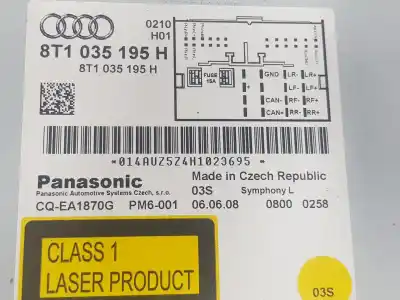 0210
8T1 035 195 H
H01
8T1 035 195 H
FUSE
15A
GND LR- LR+
+ LF- LF+
CAN- RF- RF+
CAN+ RR- RR+
*014AUZ5Z4H1023695*
Panasonic
Made in Czech Republic
Panasonic Automotive Systems Czech, s.r.o.
03S Symphony L
CQ-EA1870G PM6-001 06.06.08 0800 0258
CLASS 1
LASER PRODUCT
03S